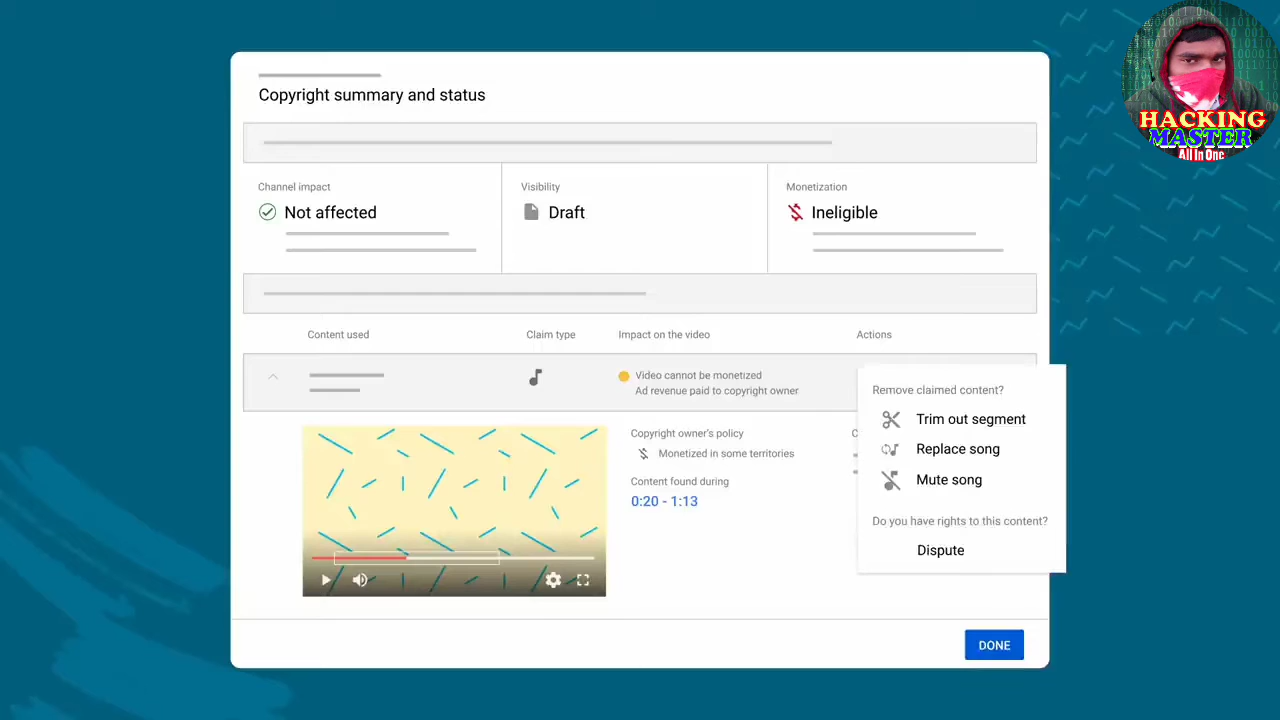 HACKING
MASTER
All In One
Copyright summary and status
Channel impact
Not affected
Visibility
Draft
Monetization
Ineligible
Content used
Claim type
Impact on the video
Actions
Video cannot be monetized
Ad revenue paid to copyright owner
Copyright owner's policy
Monetized in some territories
Content found during
0:20 - 1:13
Remove claimed content?
Trim out segment
Replace song
Mute song
Do you have rights to this content?
Dispute
DONE